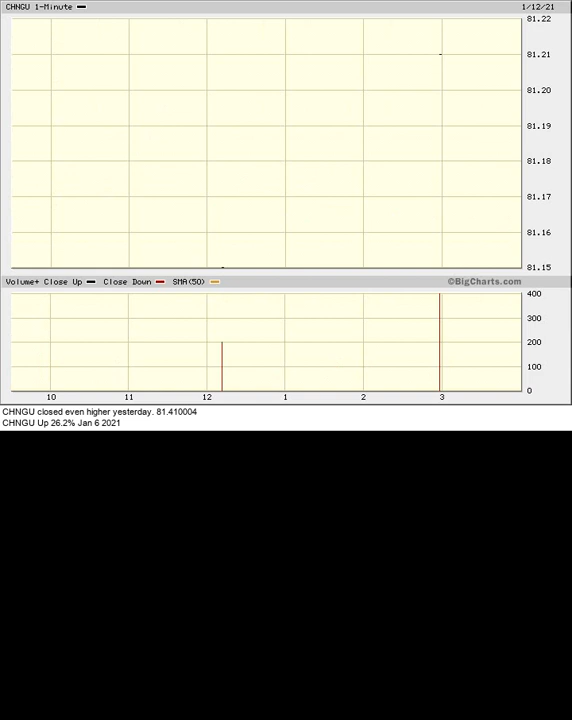 CHNGU 1-Minute 1/12/21
81.22
81.21
81.20
81.19
81.18
81.17
81.16
81.15
Volume+ Close Up Close Down SMA(50) ©BigCharts.com
400
300
200
100
0
10 11 12 1 2 3
CHNGU closed even higher yesterday. 81.410004
CHNGU Up 26.2% Jan 6 2021